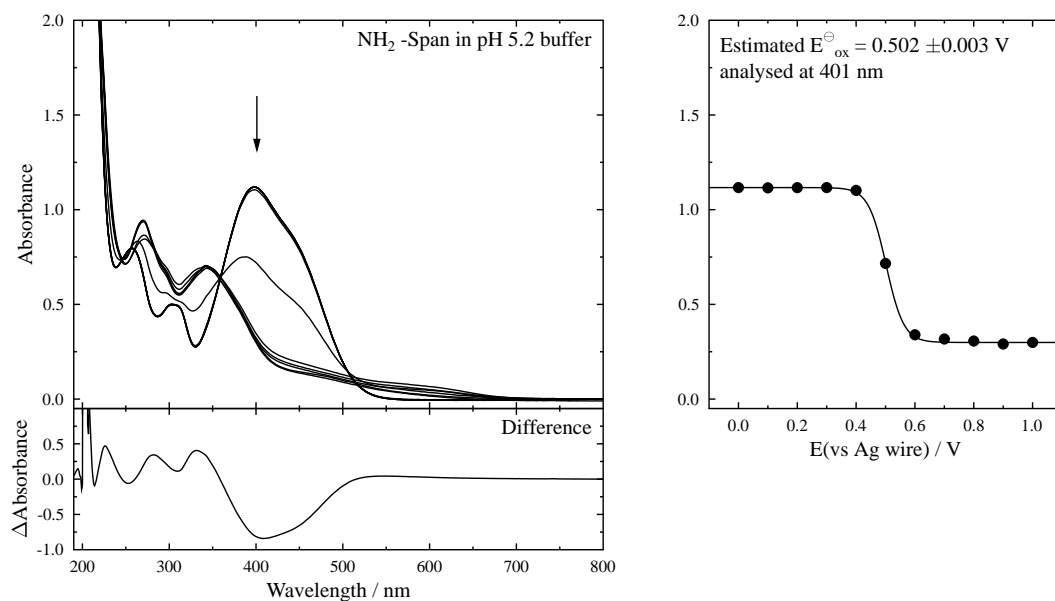 NH₂ -Span in pH 5.2 buffer
2.0
1.5
1.0
0.5
0.0
Absorbance
Difference
0.5
0.0
-0.5
-1.0
ΔAbsorbance
200 300 400 500 600 700 800
Wavelength / nm
Estimated E⊖ox = 0.502 ±0.003 V
analysed at 401 nm
2.0
1.5
1.0
0.5
0.0
0.0 0.2 0.4 0.6 0.8 1.0
E(vs Ag wire) / V